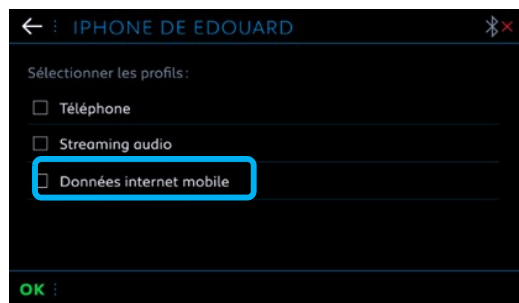 IPHONE DE EDOUARD
Sélectionner les profils:
Téléphone
Streaming audio
Données internet mobile
OK